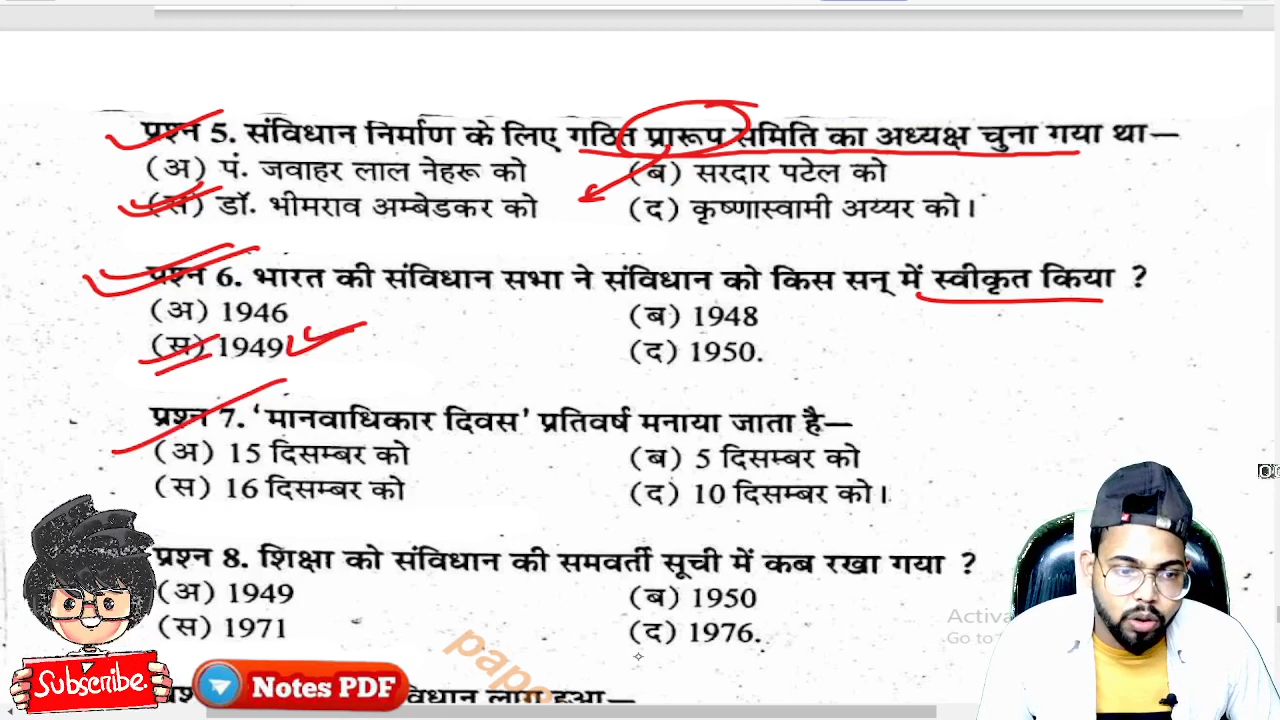 प्रश्न 5. संविधान निर्माण के लिए गठित प्रारूप समिति का अध्यक्ष चुना गया था—
(अ) पं. जवाहर लाल नेहरू को (ब) सरदार पटेल को
(स) डॉ. भीमराव अम्बेडकर को (द) कृष्णास्वामी अय्यर को।
प्रश्न 6. भारत की संविधान सभा ने संविधान को किस सन् में स्वीकृत किया ?
(अ) 1946 (ब) 1948
(स) 1949 (द) 1950.
प्रश्न 7. ‘मानवाधिकार दिवस’ प्रतिवर्ष मनाया जाता है—
(अ) 15 दिसम्बर को (ब) 5 दिसम्बर को
(स) 16 दिसम्बर को (द) 10 दिसम्बर को।
प्रश्न 8. शिक्षा को संविधान की समवर्ती सूची में कब रखा गया ?
(अ) 1949 (ब) 1950
(स) 1971 (द) 1976.
Go to
Subscribe.
Notes PDF
लागू हुआ—